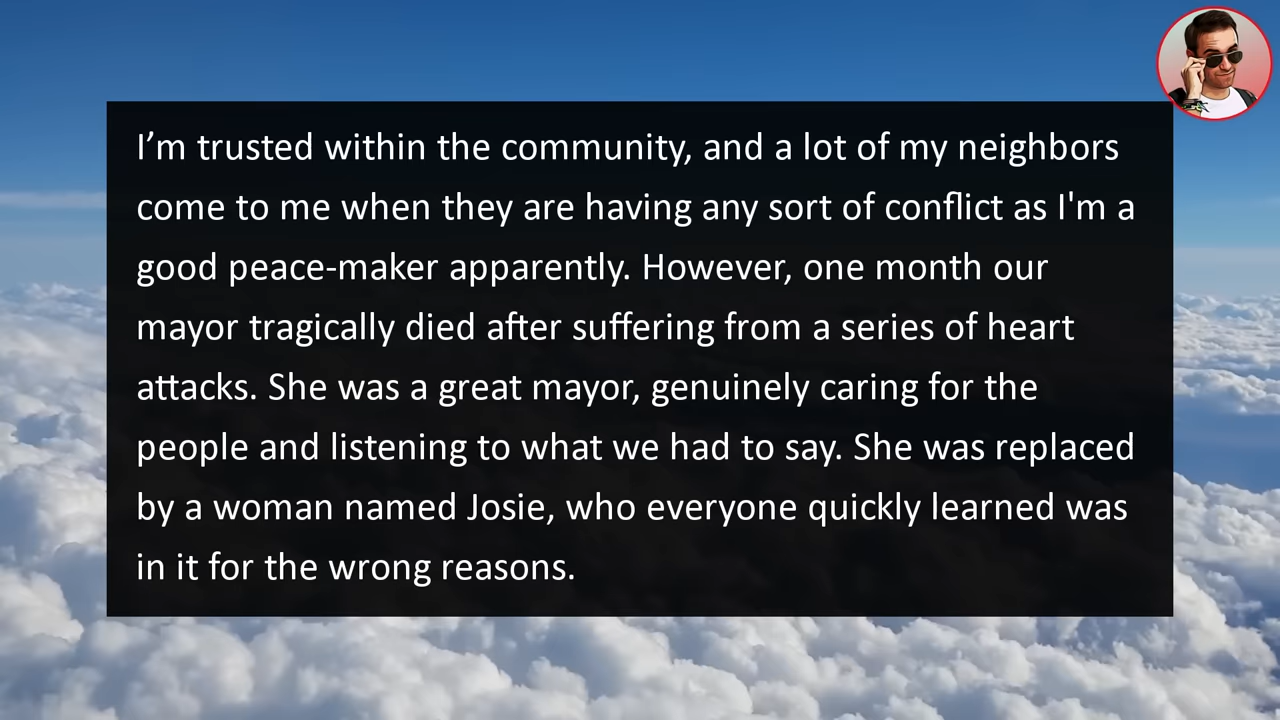 I’m trusted within the community, and a lot of my neighbors
come to me when they are having any sort of conflict as I'm a
good peace-maker apparently. However, one month our
mayor tragically died after suffering from a series of heart
attacks. She was a great mayor, genuinely caring for the
people and listening to what we had to say. She was replaced
by a woman named Josie, who everyone quickly learned was
in it for the wrong reasons.